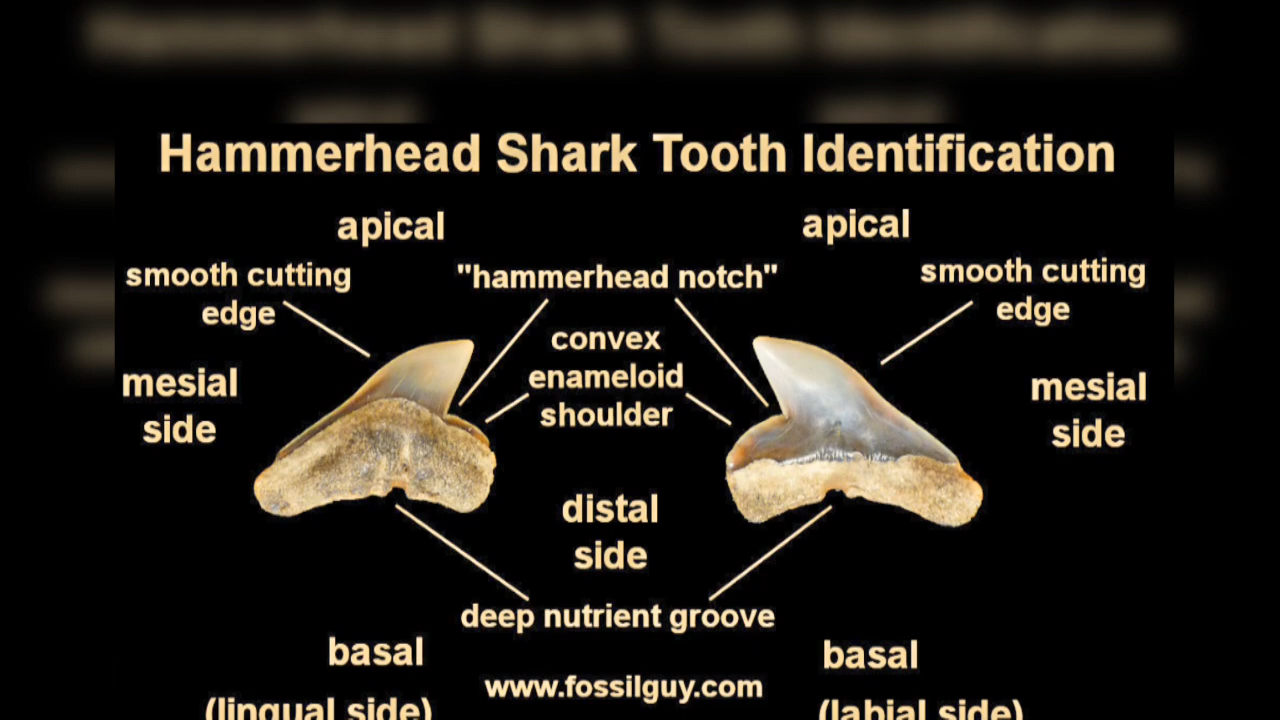 Hammerhead Shark Tooth Identification
apical
apical
smooth cutting
edge
"hammerhead notch"
smooth cutting
edge
convex
enameloid
shoulder
mesial
side
mesial
side
distal
side
deep nutrient groove
basal
basal
www.fossilguy.com
(lingual side)
(labial side)